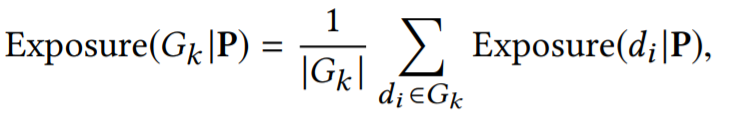 Exposure(G_k|P) = \frac{1}{|G_k|} \sum_{d_i \in G_k} Exposure(d_i|P),